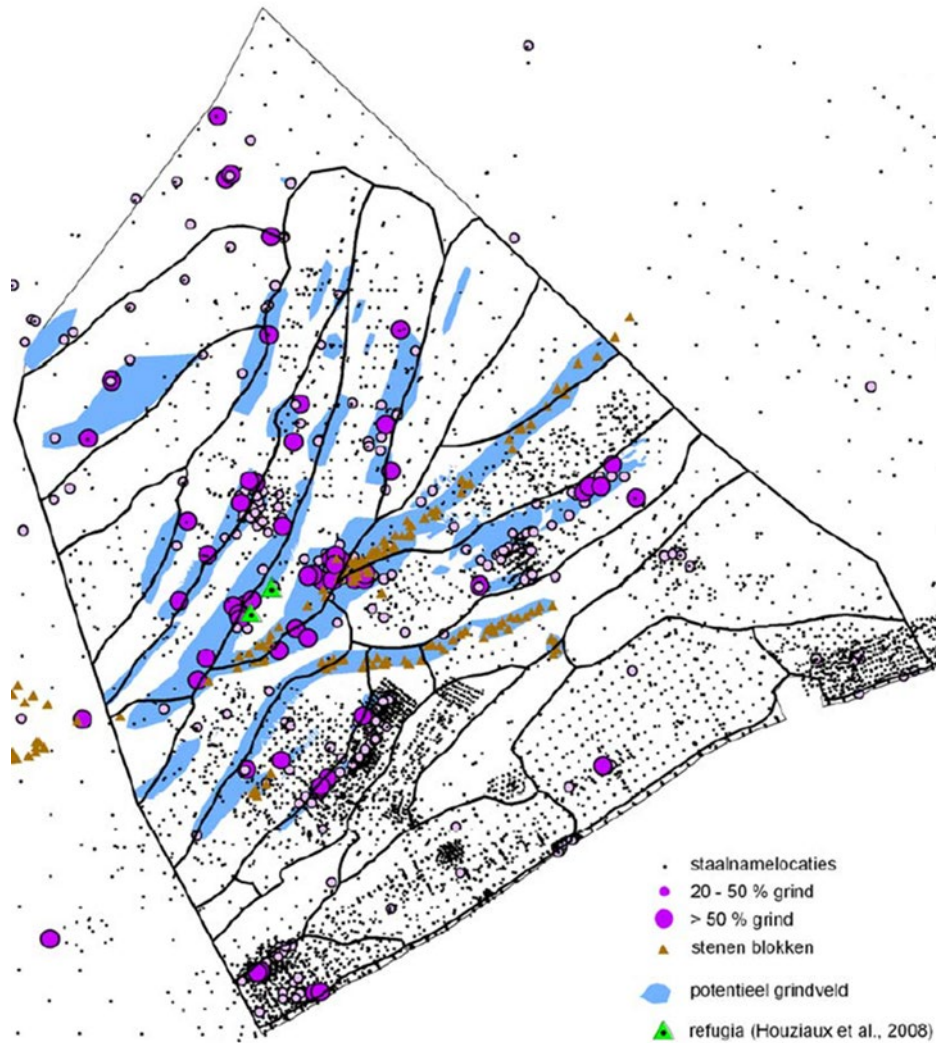 staalnamelocaties
20 - 50 % grind
> 50 % grind
stenen blokken
potentieel grindveld
refugia (Houziaux et al., 2008)